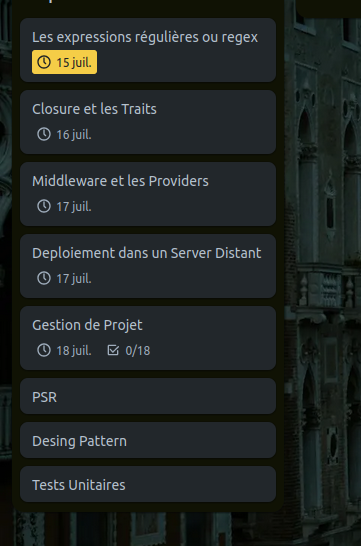 Les expressions régulières ou regex
15 juil.
Closure et les Traits
16 juil.
Middleware et les Providers
17 juil.
Deploiement dans un Server Distant
17 juil.
Gestion de Projet
18 juil. 0/18
PSR
Desing Pattern
Tests Unitaires